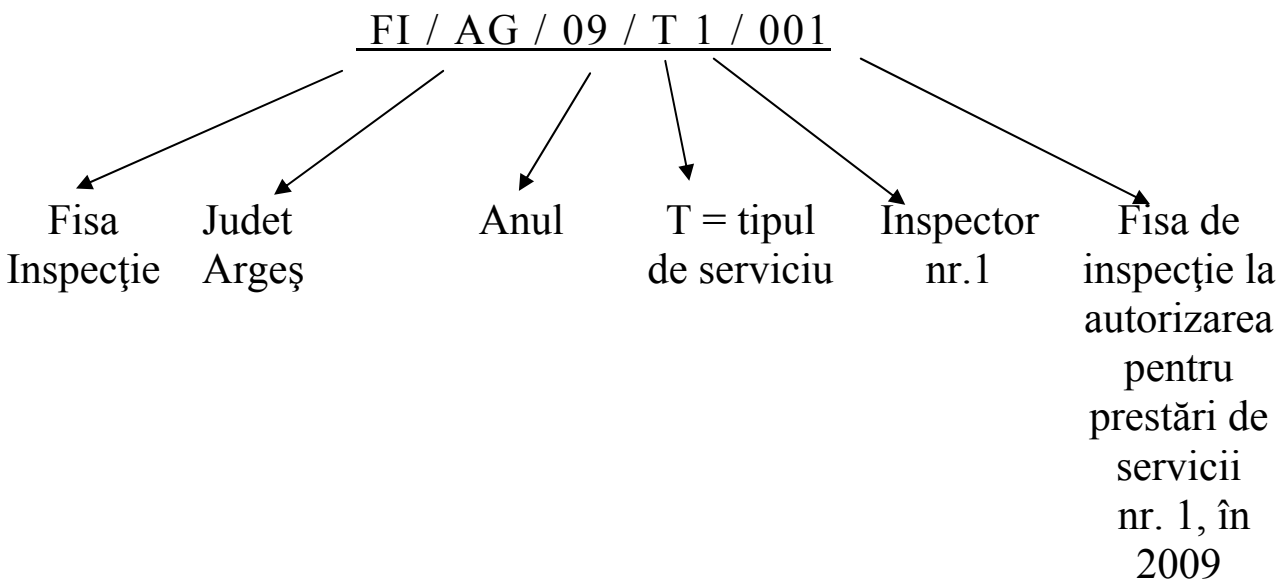 FI / AG / 09 / T 1 / 001
Fisa
Inspecţie
Judet
Argeş
Anul
T = tipul
de serviciu
Inspector
nr.1
Fisa de
inspecţie la
autorizarea
pentru
prestări de
servicii
nr. 1, în
2009